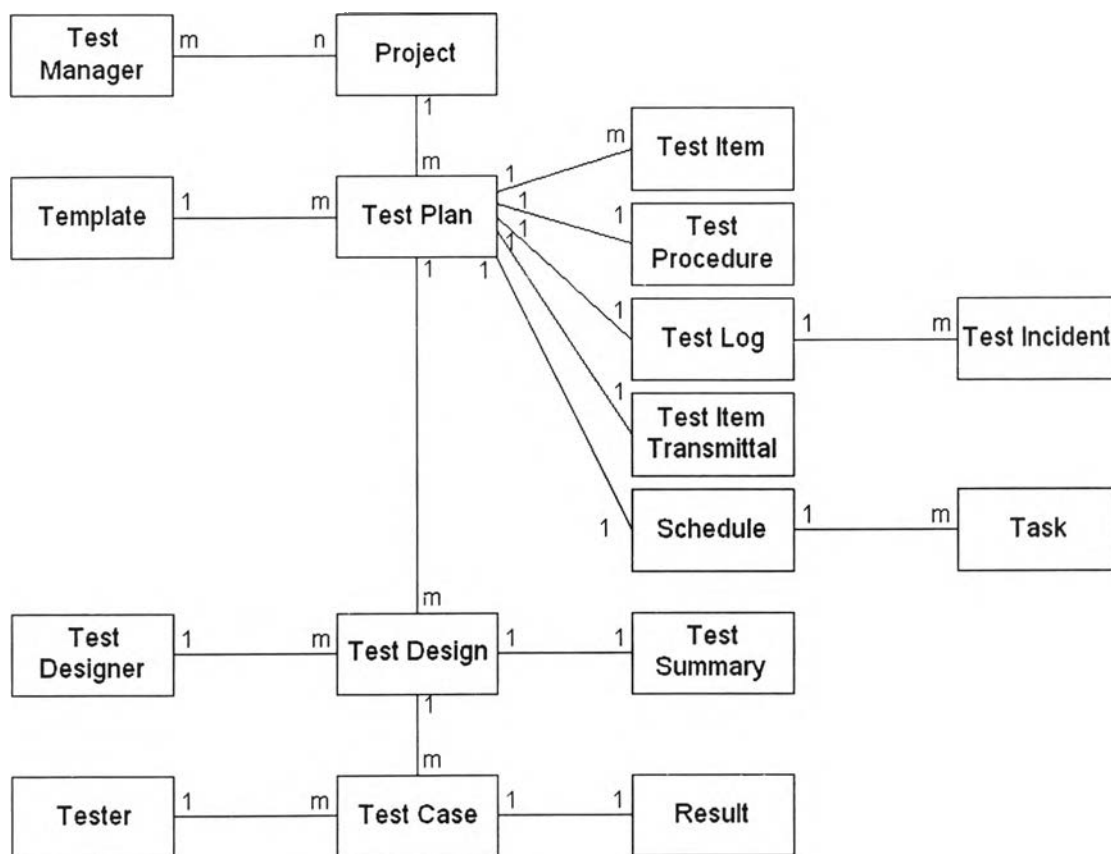 Test
Manager
m
n
Project
1
m
Test Item
m
Template
1
m
Test Plan
1
1
1
1
1
1
1
Test
Procedure
1
Test Log
1
m
Test Incident
1
Test Item
Transmittal
1
Schedule
1
m
Task
m
Test
Designer
1
m
Test Design
1
1
Test
Summary
1
m
Tester
1
m
Test Case
1
1
Result